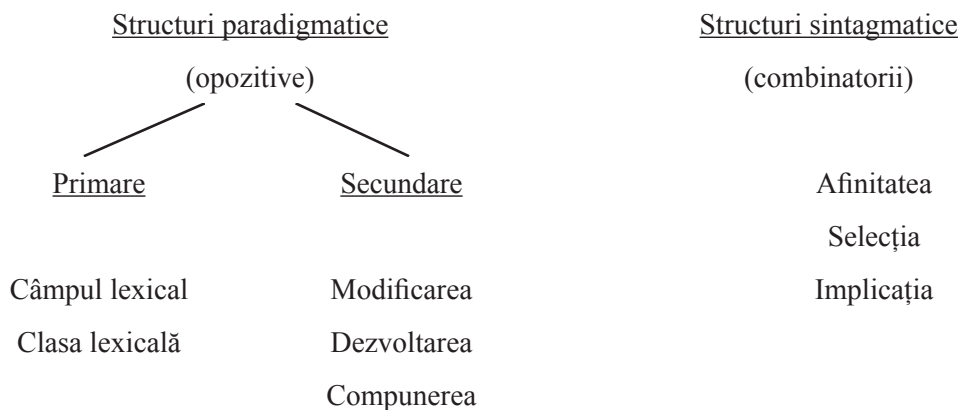 Structuri paradigmatice
(opozitive)
Primare
Secundare
Câmpul lexical
Clasa lexicală
Modificarea
Dezvoltarea
Compunerea
Structuri sintagmatice
(combinatorii)
Afinitatea
Selecția
Implicația